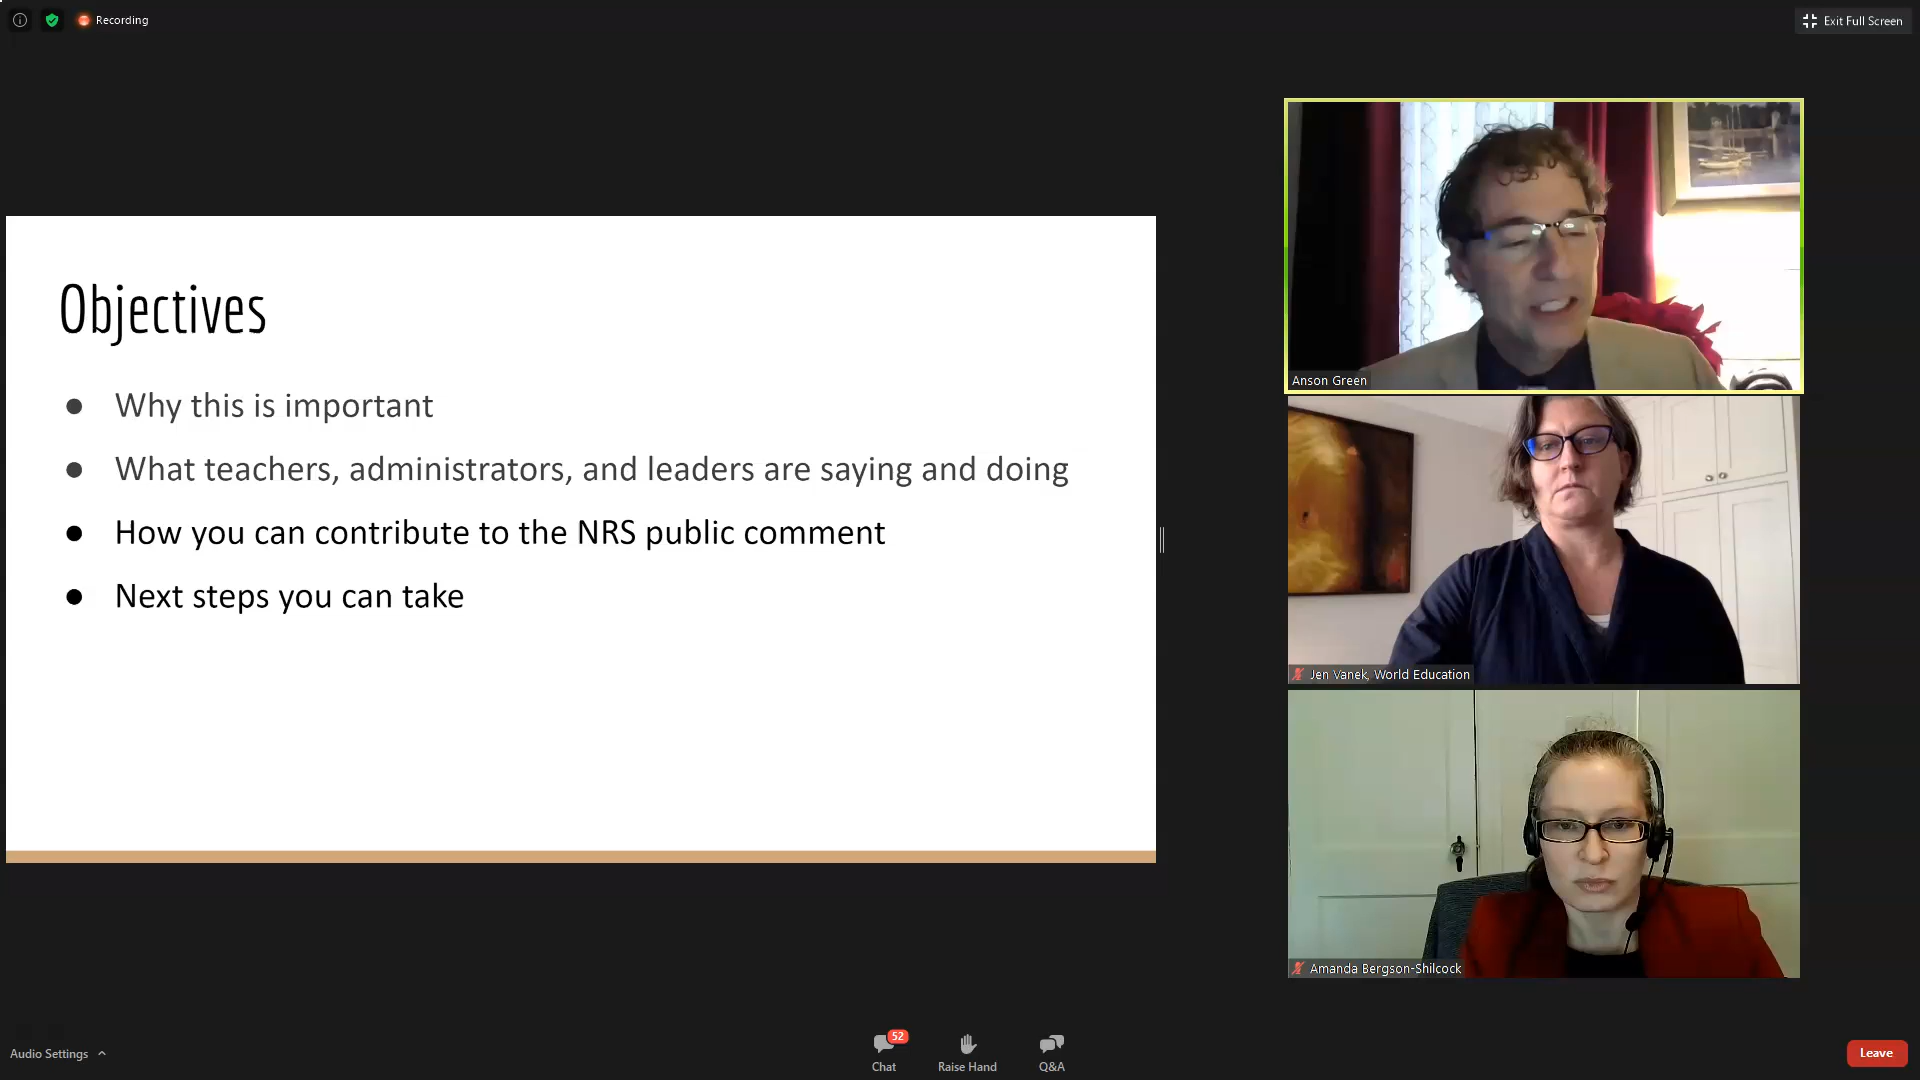 Recording
Exit Full Screen
Objectives
● Why this is important
● What teachers, administrators, and leaders are saying and doing
● How you can contribute to the NRS public comment
● Next steps you can take
Anson Green
Jen Vanek, World Education
Amanda Bergson-Shilcock
Audio Settings
52
Chat
Raise Hand
Q&A
Leave